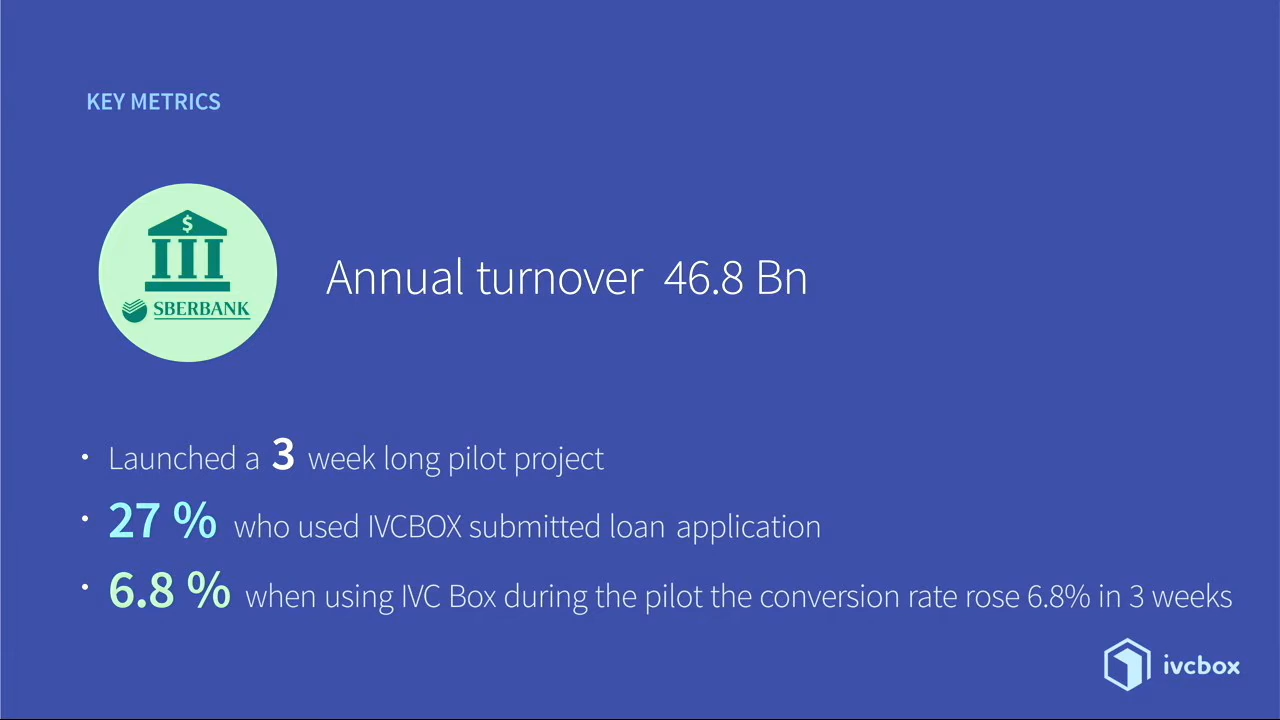 KEY METRICS
$
SBERBANK
Annual turnover 46.8 Bn
• Launched a 3 week long pilot project
• 27 % who used IVCBOX submitted loan application
• 6.8 % when using IVC Box during the pilot the conversion rate rose 6.8% in 3 weeks
ivcbox